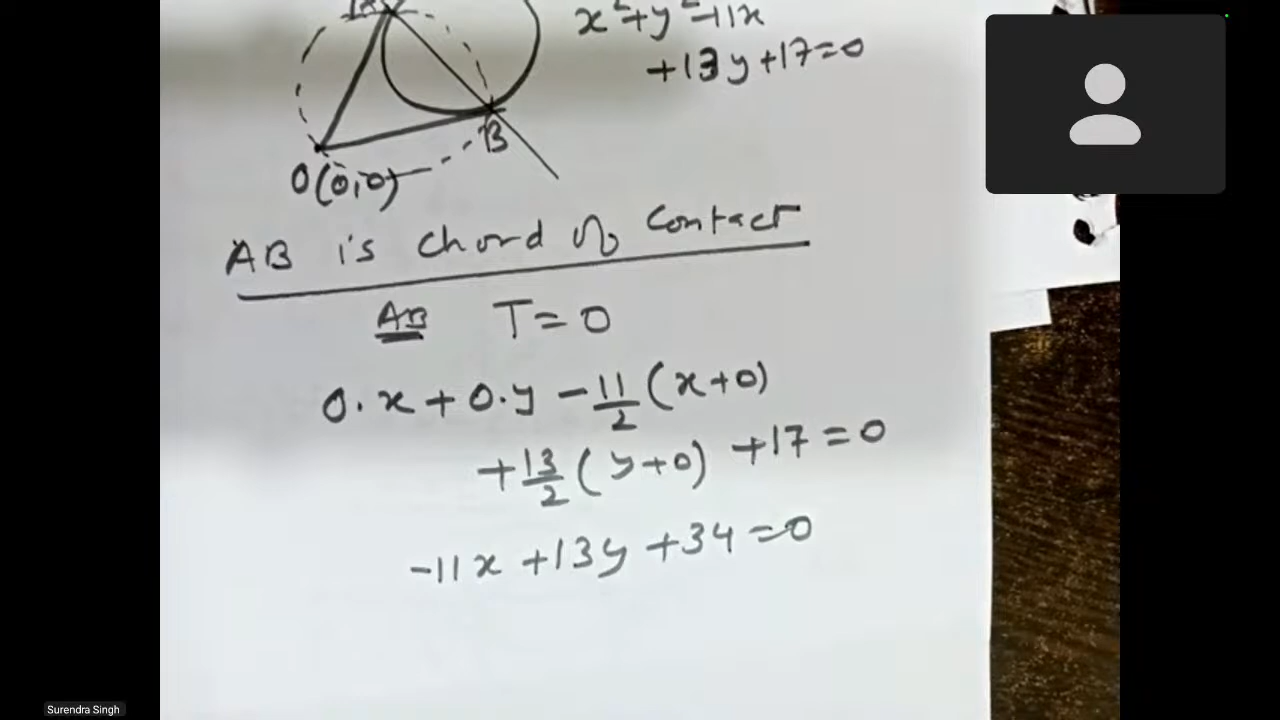 A
x²+y²-11x
+13y+17=0
B
O(0,0)
AB is chord of contact
AB T=0
0.x+0.y-11/2(x+0)
+13/2(y+0)+17=0
-11x+13y+34=0
Surendra Singh